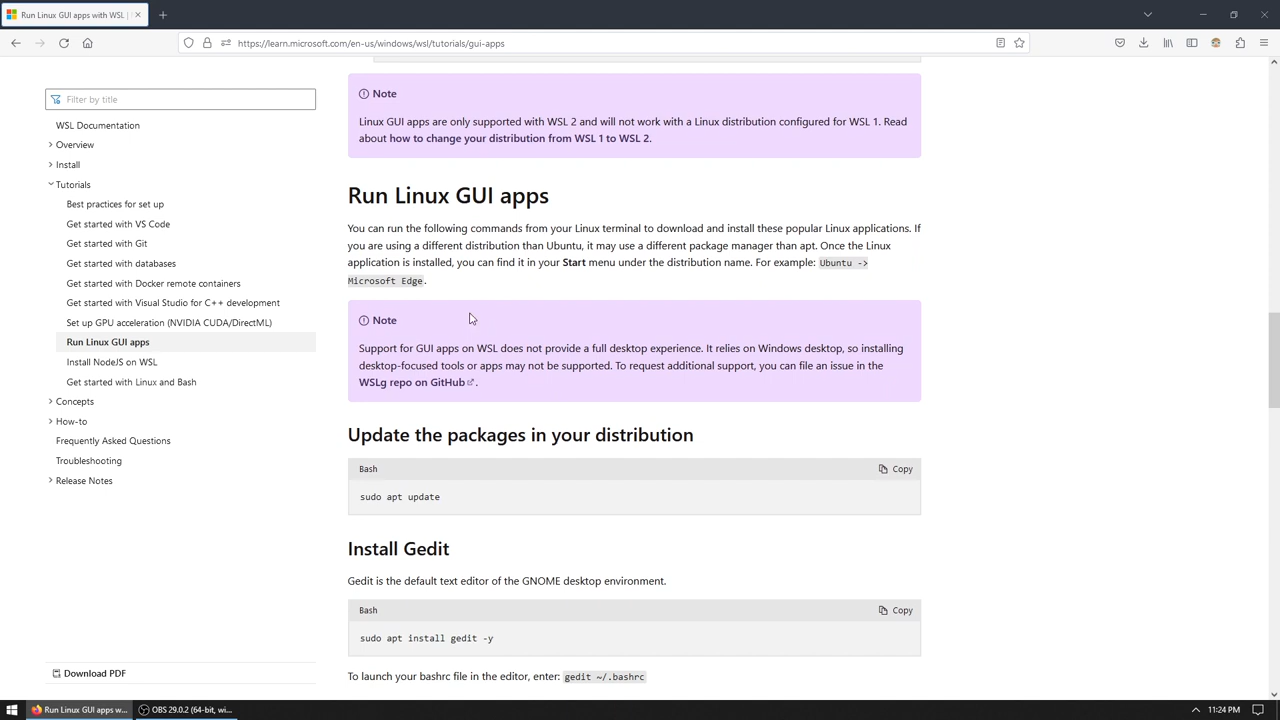 Run Linux GUI apps with WSL |
https://learn.microsoft.com/en-us/windows/wsl/tutorials/gui-apps
Filter by title
WSL Documentation
Overview
Install
Tutorials
Best practices for set up
Get started with VS Code
Get started with Git
Get started with databases
Get started with Docker remote containers
Get started with Visual Studio for C++ development
Set up GPU acceleration (NVIDIA CUDA/DirectML)
Run Linux GUI apps
Install NodeJS on WSL
Get started with Linux and Bash
Concepts
How-to
Frequently Asked Questions
Troubleshooting
Release Notes
Download PDF
Note
Linux GUI apps are only supported with WSL 2 and will not work with a Linux distribution configured for WSL 1. Read
about how to change your distribution from WSL 1 to WSL 2.
Run Linux GUI apps
You can run the following commands from your Linux terminal to download and install these popular Linux applications. If
you are using a different distribution than Ubuntu, it may use a different package manager than apt. Once the Linux
application is installed, you can find it in your Start menu under the distribution name. For example: Ubuntu ->
Microsoft Edge.
Note
Support for GUI apps on WSL does not provide a full desktop experience. It relies on Windows desktop, so installing
desktop-focused tools or apps may not be supported. To request additional support, you can file an issue in the
WSLg repo on GitHub.
Update the packages in your distribution
Bash
Copy
sudo apt update
Install Gedit
Gedit is the default text editor of the GNOME desktop environment.
Bash
Copy
sudo apt install gedit -y
To launch your bashrc file in the editor, enter: gedit ~/.bashrc
Run Linux GUI apps w...
OBS 29.0.2 (64-bit, wi...
11:24 PM